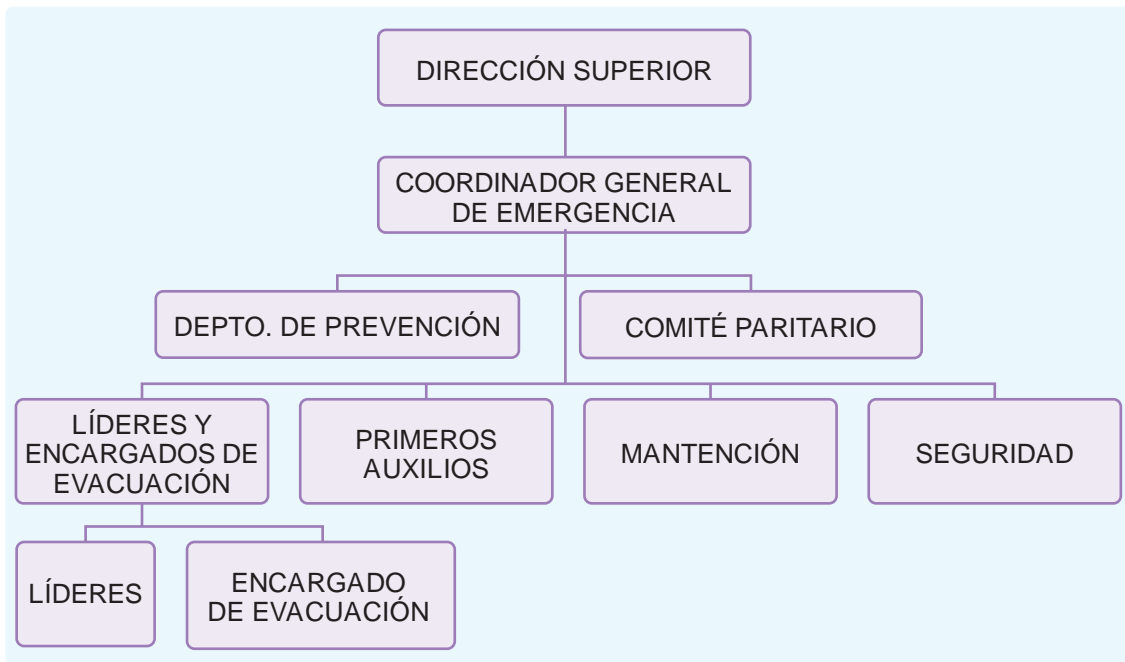 DIRECCIÓN SUPERIOR
COORDINADOR GENERAL
DE EMERGENCIA
DEPTO. DE PREVENCIÓN
COMITÉ PARITARIO
LÍDERES Y
ENCARGADOS DE
EVACUACIÓN
PRIMEROS
AUXILIOS
MANTENCIÓN
SEGURIDAD
LÍDERES
ENCARGADO
DE EVACUACIÓN